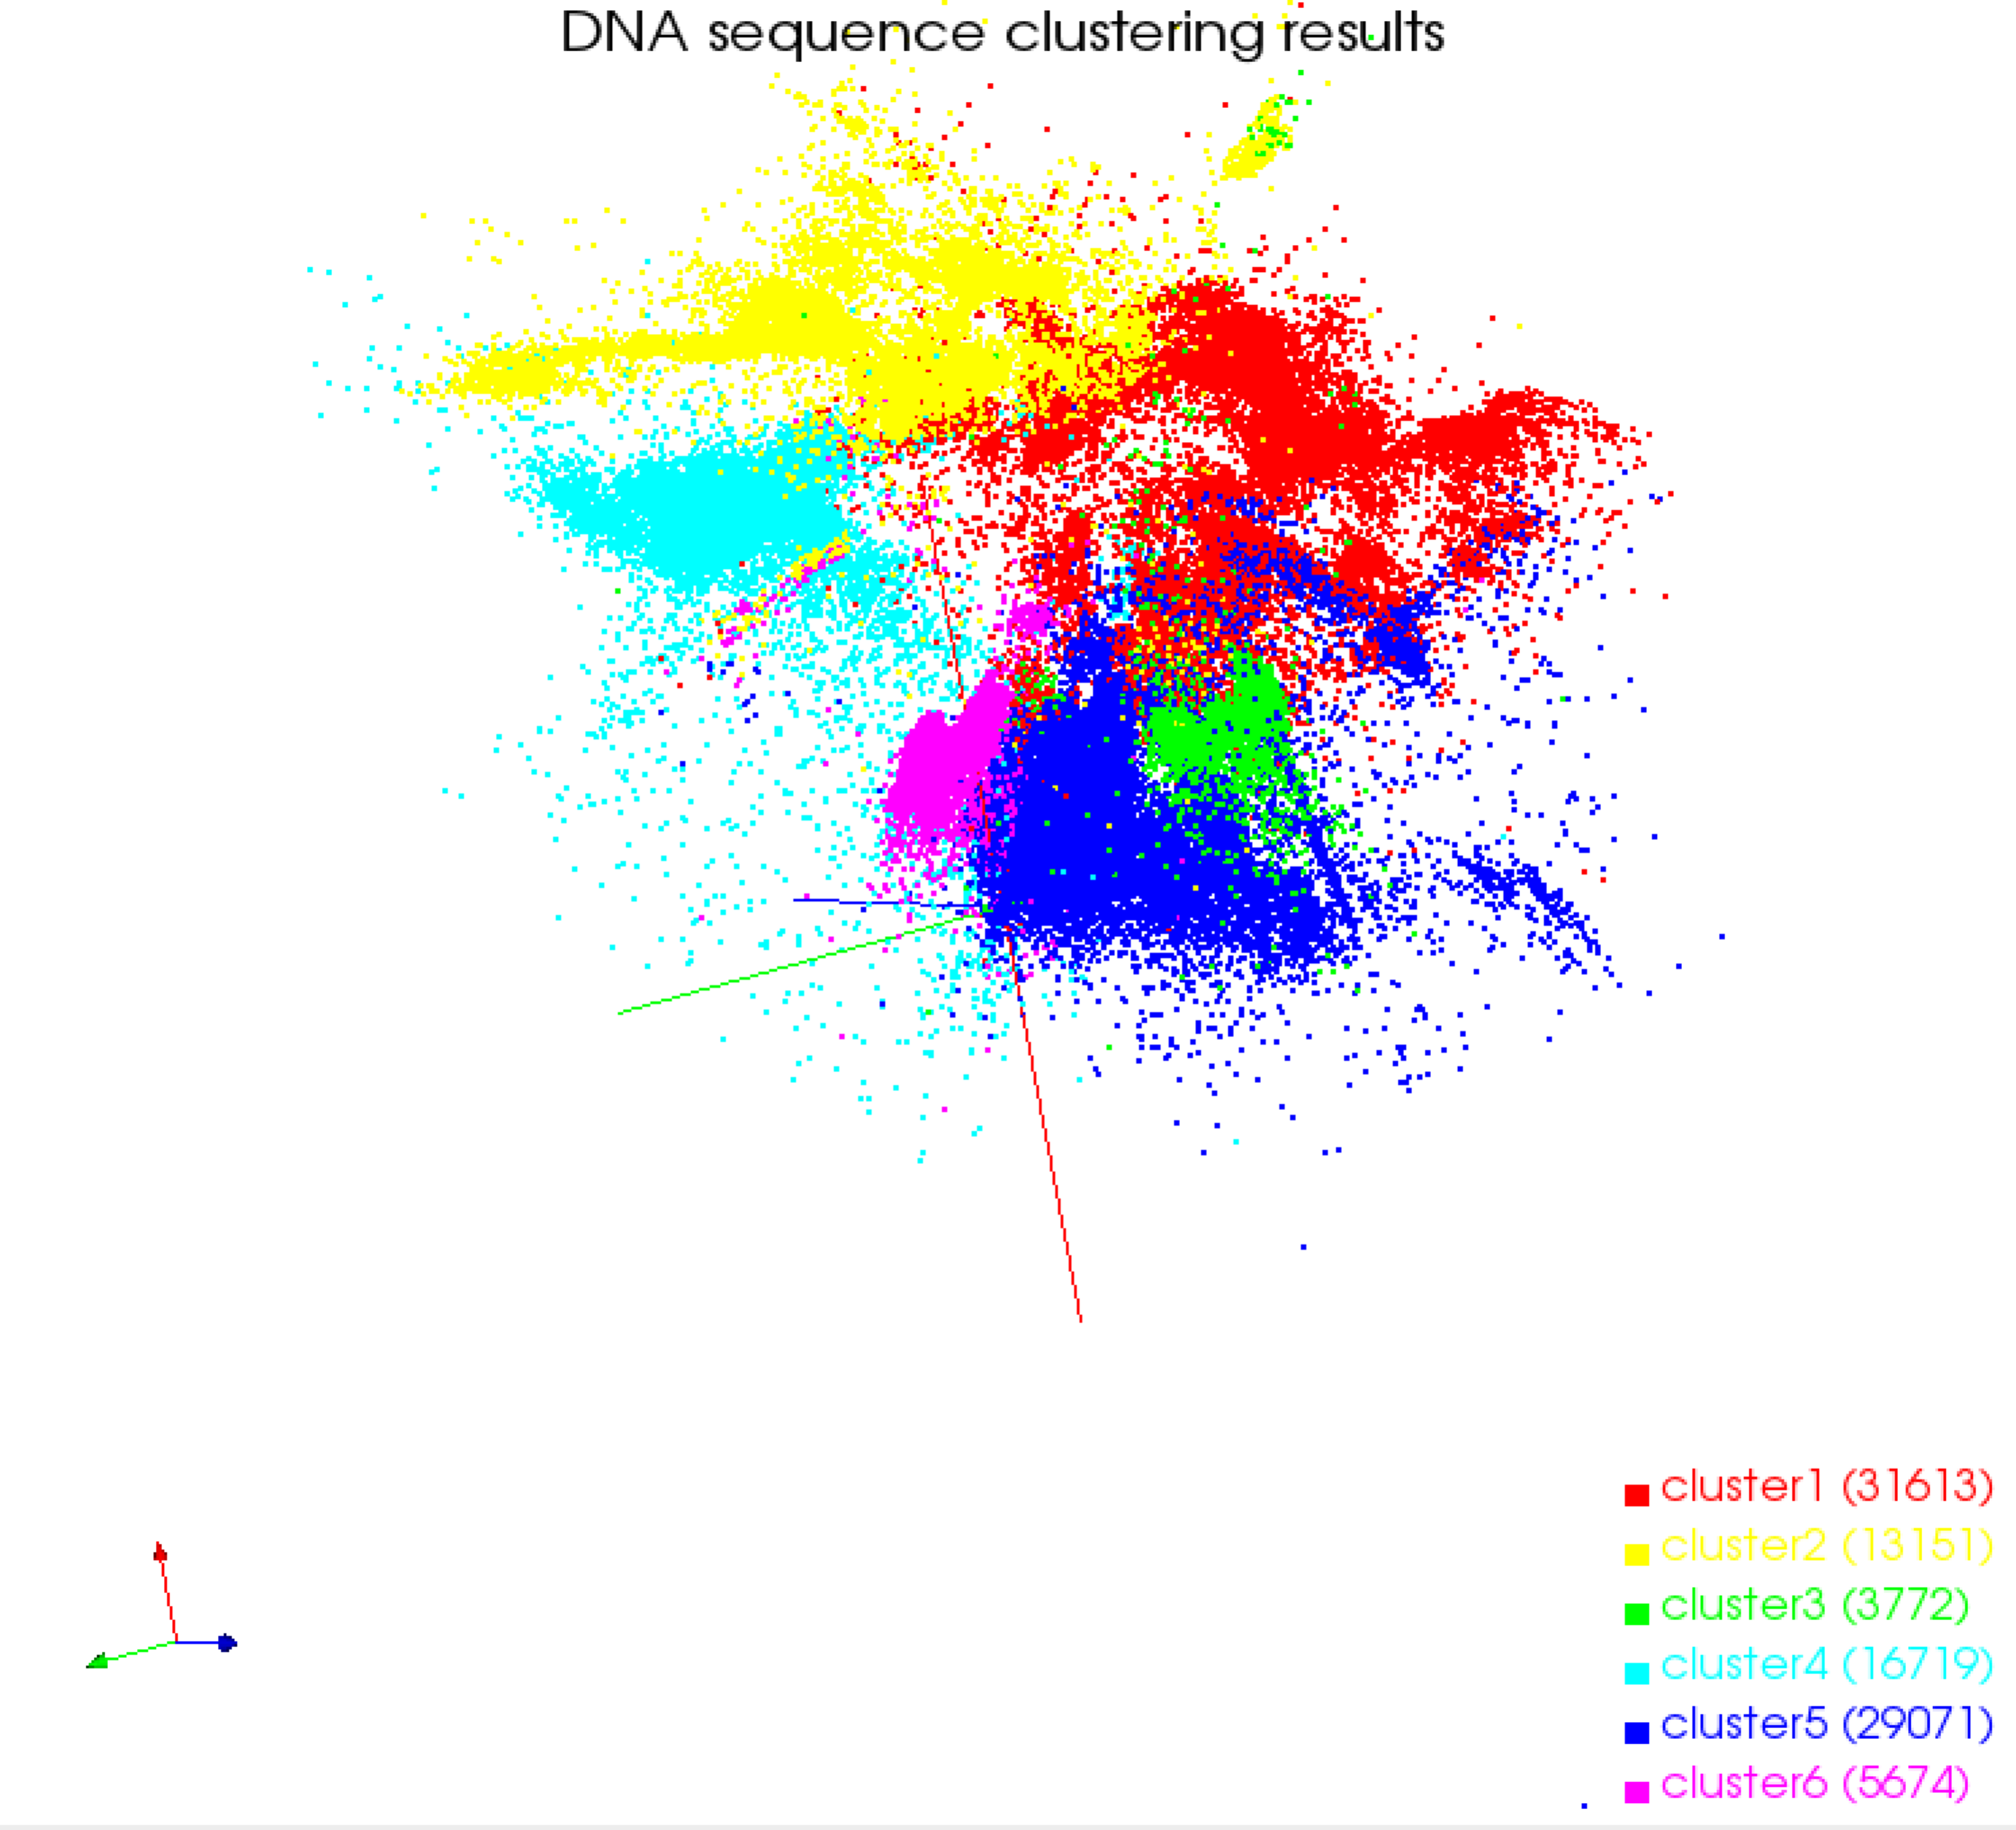 DNA sequence clustering results
cluster1 (31613)
cluster2 (13151)
cluster3 (3772)
cluster4 (16719)
cluster5 (29071)
cluster6 (5674)